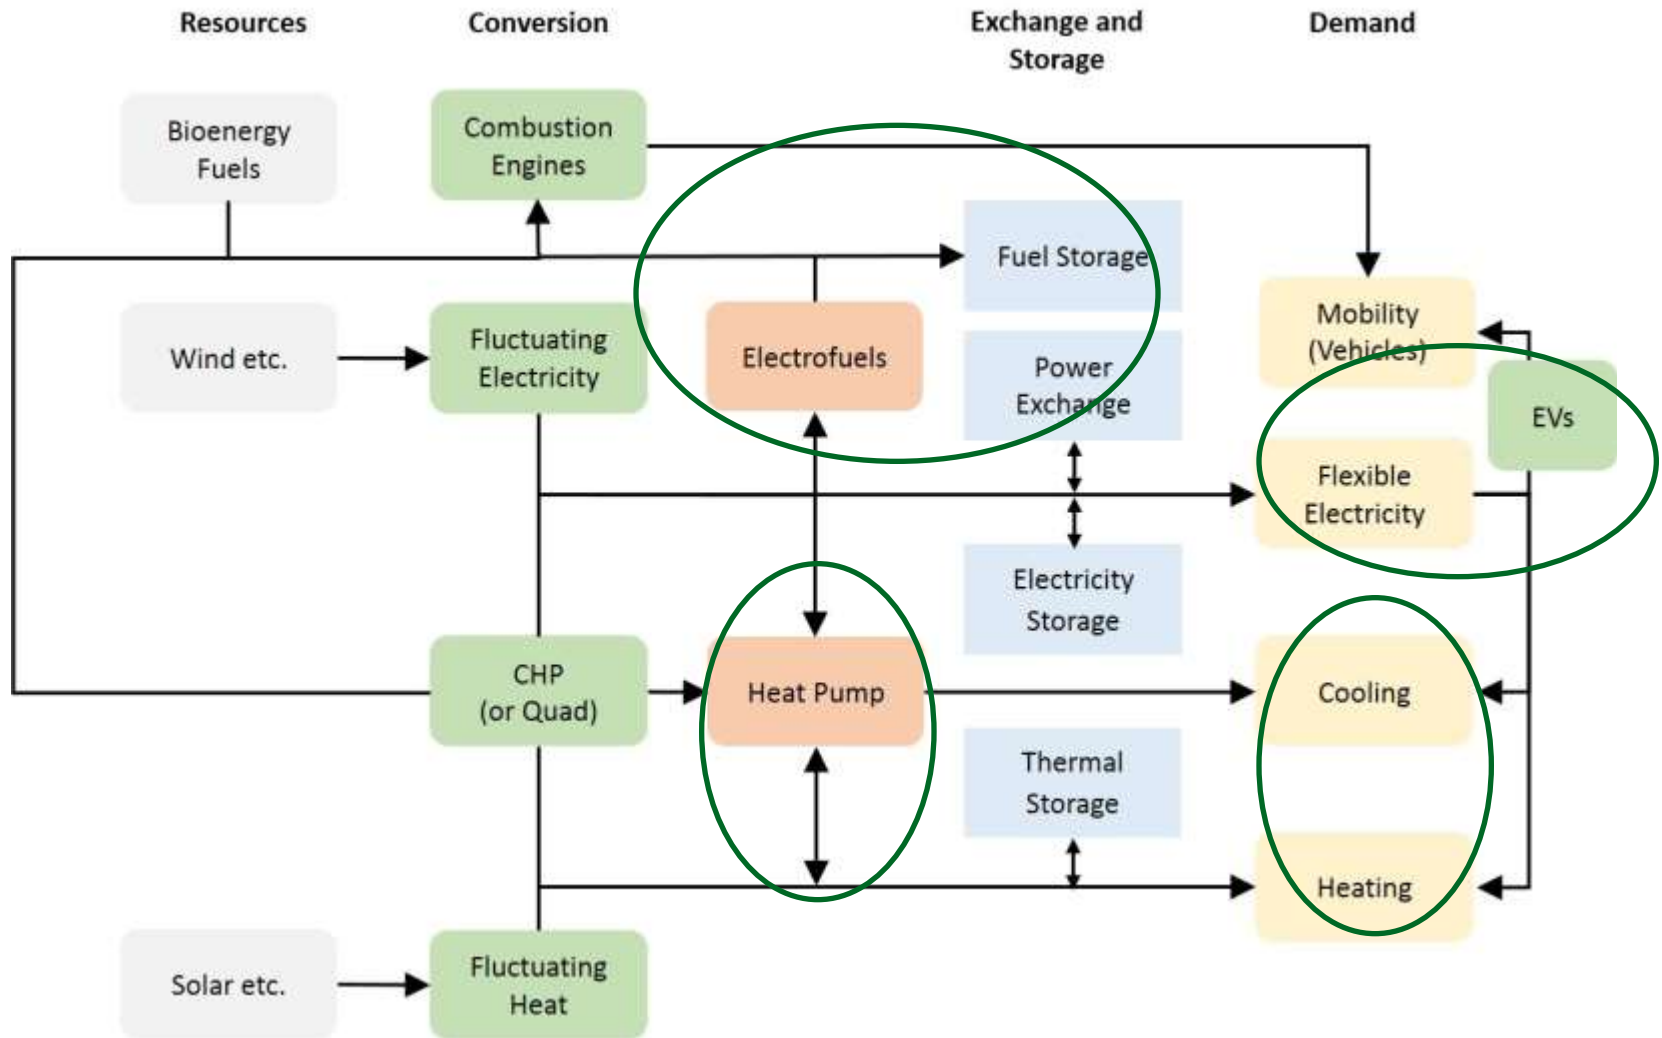 Resources
Conversion
Exchange and
Storage
Demand
Bioenergy
Fuels
Combustion
Engines
Fuel Storage
Mobility
(Vehicles)
Wind etc.
Fluctuating
Electricity
Electrofuels
Power
Exchange
EVs
Flexible
Electricity
Electricity
Storage
CHP
(or Quad)
Heat Pump
Cooling
Thermal
Storage
Heating
Solar etc.
Fluctuating
Heat